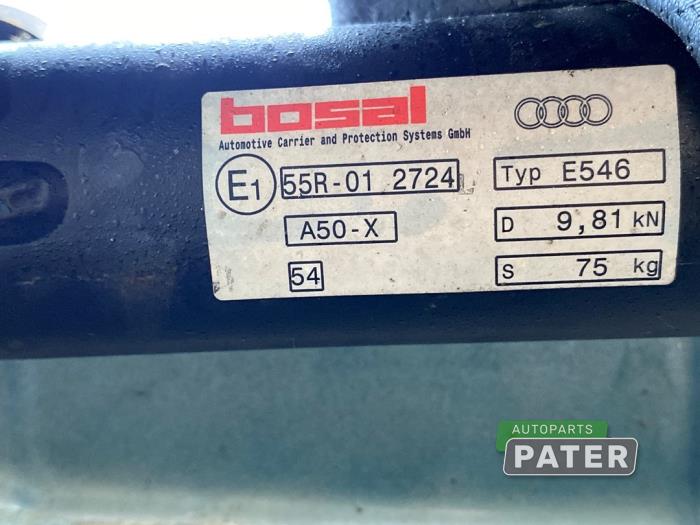 bosal
Automotive Carrier and Protection Systems GmbH
E1 55R-01 2724
A50-X
54
Typ E546
D 9,81 kN
S 75 kg
AUTOPARTS
PATER